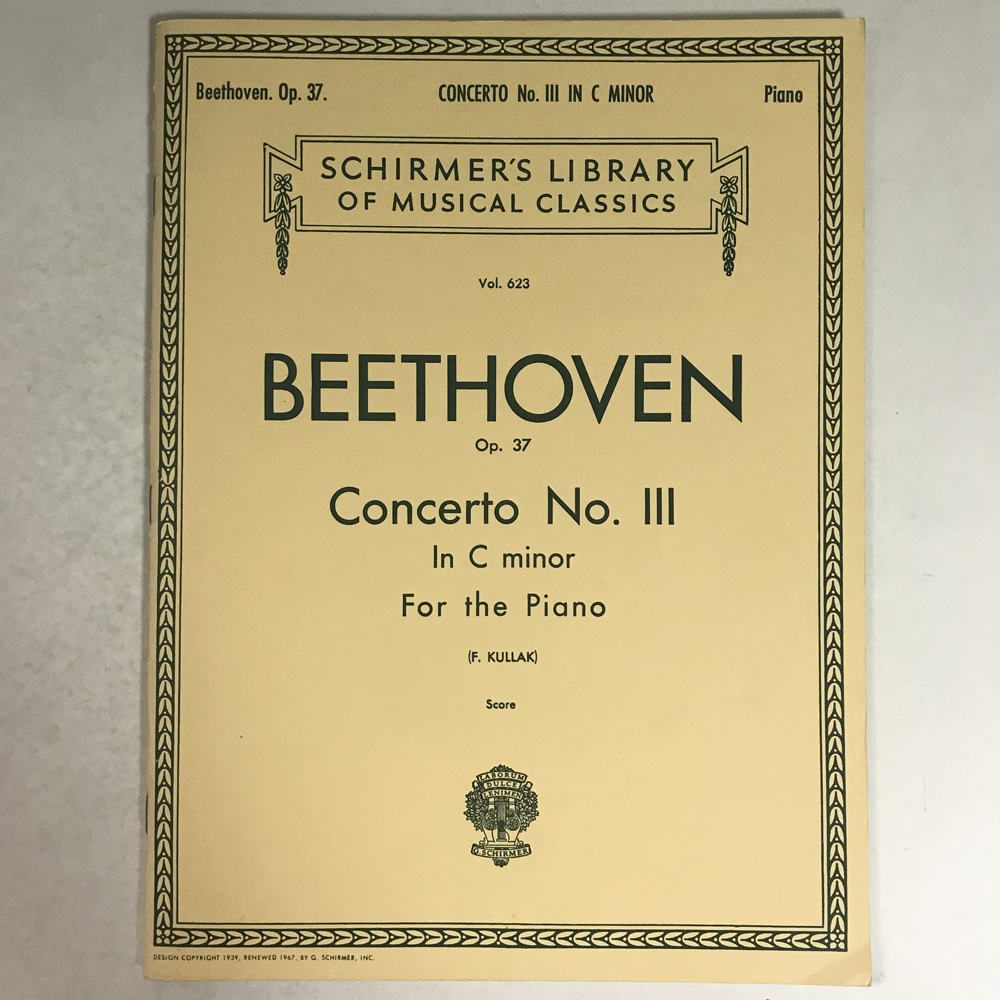 Beethoven. Op. 37. CONCERTO No. III IN C MINOR Piano
SCHIRMER'S LIBRARY
OF MUSICAL CLASSICS
Vol. 623
BEETHOVEN
Op. 37
Concerto No. III
In C minor
For the Piano
(F. KULLAK)
Score
LABORUM
DULCE
LENIMEN
G. SCHIRMER
DESIGN COPYRIGHT 1939, RENEWED 1967, BY G. SCHIRMER, INC.